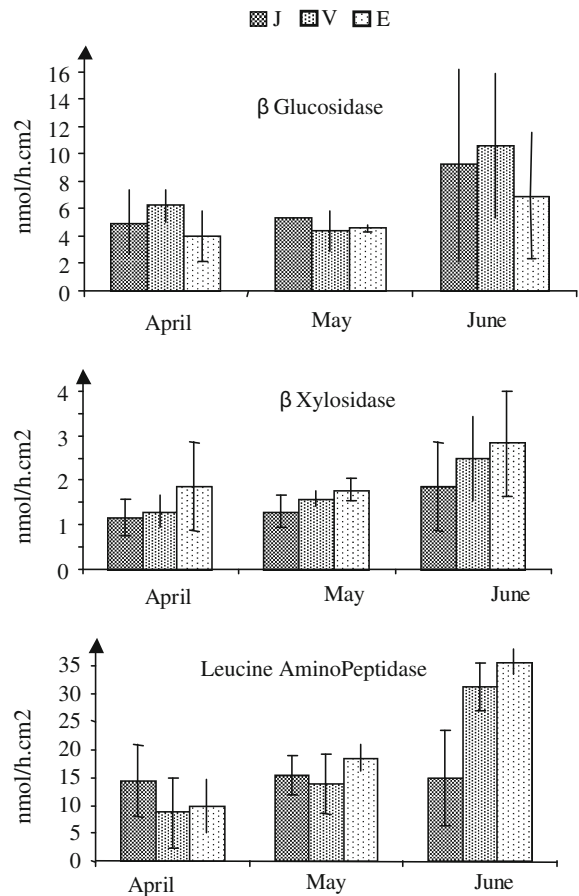 J V E
β Glucosidase
nmol/h.cm2
16
14
12
10
8
6
4
2
0
April May June
β Xylosidase
nmol/h.cm2
4
3
2
1
0
April May June
Leucine AminoPeptidase
nmol/h.cm2
35
30
25
20
15
10
5
0
April May June